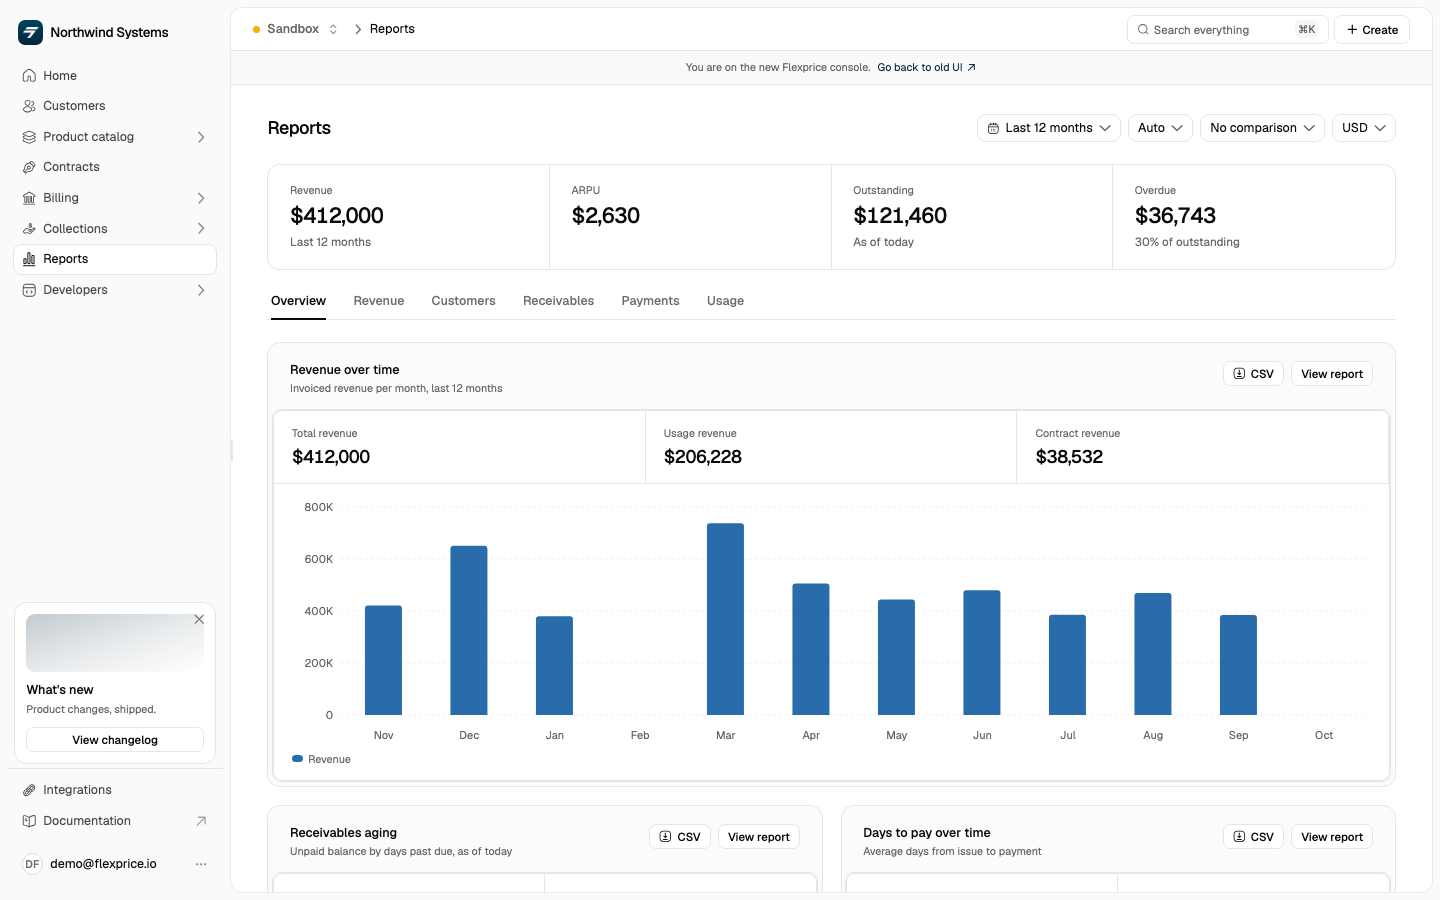 Northwind Systems
Home
Customers
Product catalog
Contracts
Billing
Collections
Reports
Developers
What's new
Product changes, shipped.
View changelog
Integrations
Documentation
DF demo@flexprice.io
Sandbox Reports
Search everything ⌘K
Create
You are on the new Flexprice console. Go back to old UI
Reports
Last 12 months Auto No comparison USD
Revenue ARPU Outstanding Overdue
$412,000 $2,630 $121,460 $36,743
Last 12 months As of today 30% of outstanding
Overview Revenue Customers Receivables Payments Usage
Revenue over time
Invoiced revenue per month, last 12 months
CSV View report
Total revenue Usage revenue Contract revenue
$412,000 $206,228 $38,532
800K
600K
400K
200K
0
Nov Dec Jan Feb Mar Apr May Jun Jul Aug Sep Oct
Revenue
Receivables aging
Unpaid balance by days past due, as of today
CSV View report
Days to pay over time
Average days from issue to payment
CSV View report